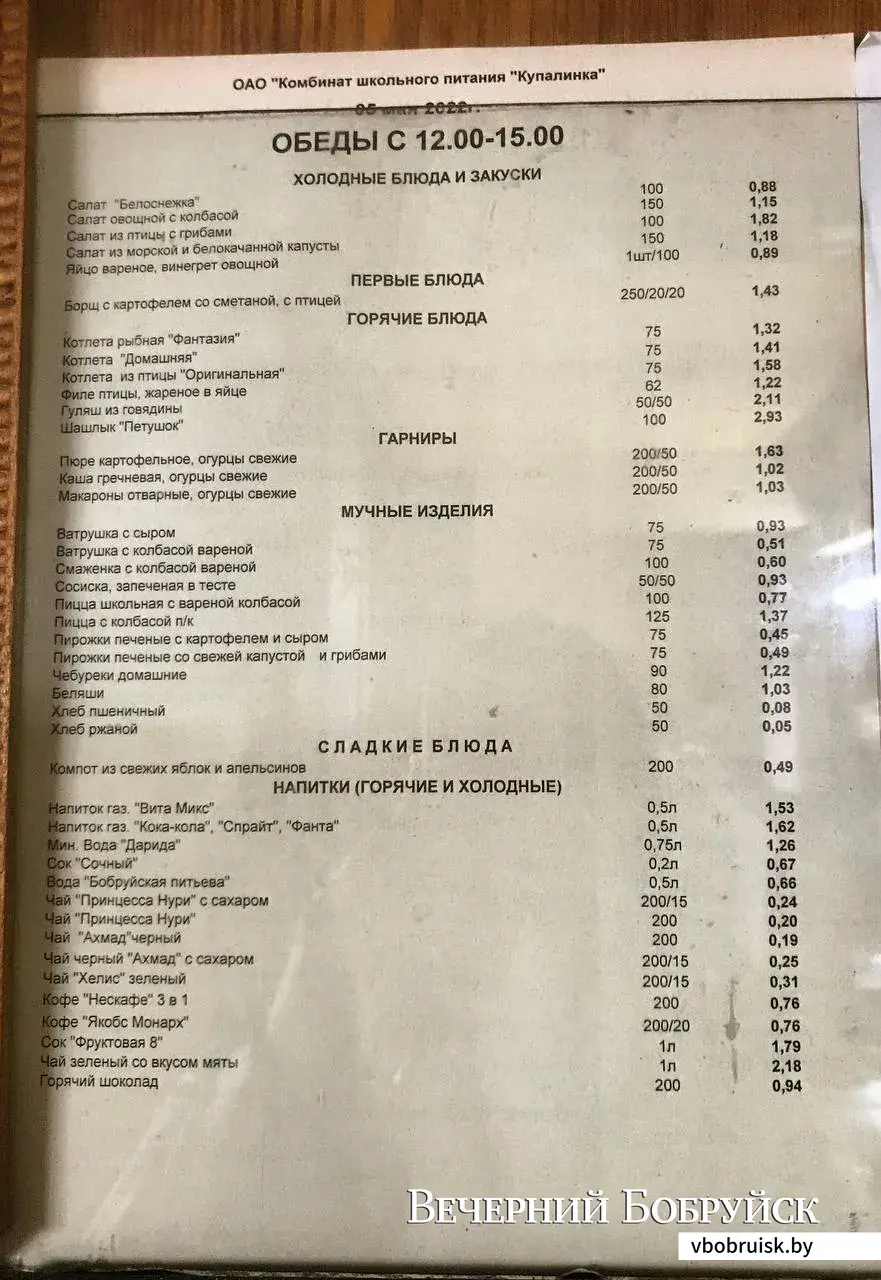 ОАО "Комбинат школьного питания "Купалинка"
05 мая 2022г.
ОБЕДЫ С 12.00-15.00
ХОЛОДНЫЕ БЛЮДА И ЗАКУСКИ
Салат "Белоснежка" 100 0,88
Салат овощной с колбасой 150 1,15
Салат из птицы с грибами 100 1,82
Салат из морской и белокачанной капусты 150 1,18
Яйцо вареное, винегрет овощной 1шт/100 0,89
ПЕРВЫЕ БЛЮДА
Борщ с картофелем со сметаной, с птицей 250/20/20 1,43
ГОРЯЧИЕ БЛЮДА
Котлета рыбная "Фантазия" 75 1,32
Котлета "Домашняя" 75 1,41
Котлета из птицы "Оригинальная" 75 1,58
Филе птицы, жареное в яйце 62 1,22
Гуляш из говядины 50/50 2,11
Шашлык "Петушок" 100 2,93
ГАРНИРЫ
Пюре картофельное, огурцы свежие 200/50 1,63
Каша гречневая, огурцы свежие 200/50 1,02
Макароны отварные, огурцы свежие 200/50 1,03
МУЧНЫЕ ИЗДЕЛИЯ
Ватрушка с сыром 75 0,93
Ватрушка с колбасой вареной 75 0,51
Смаженка с колбасой вареной 100 0,60
Сосиска, запеченая в тесте 50/50 0,93
Пицца школьная с вареной колбасой 100 0,77
Пицца с колбасой п/к 125 1,37
Пирожки печеные с картофелем и сыром 75 0,45
Пирожки печеные со свежей капустой и грибами 75 0,49
Чебуреки домашние 90 1,22
Беляши 80 1,03
Хлеб пшеничный 50 0,08
Хлеб ржаной 50 0,05
СЛАДКИЕ БЛЮДА
Компот из свежих яблок и апельсинов 200 0,49
НАПИТКИ (ГОРЯЧИЕ И ХОЛОДНЫЕ)
Напиток газ. "Вита Микс" 0,5л 1,53
Напиток газ. "Кока-кола", "Спрайт", "Фанта" 0,5л 1,62
Мин. Вода "Дарида" 0,75л 1,26
Сок "Сочный" 0,2л 0,67
Вода "Бобруйская питьева" 0,5л 0,66
Чай "Принцесса Нури" с сахаром 200/15 0,24
Чай "Принцесса Нури" 200 0,20
Чай "Ахмад"черный 200 0,19
Чай черный "Ахмад" с сахаром 200/15 0,25
Чай "Хелис" зеленый 200/15 0,31
Кофе "Нескафе" 3 в 1 200 0,76
Кофе "Якобс Монарх" 200/20 0,76
Сок "Фруктовая 8" 1л 1,79
Чай зеленый со вкусом мяты 1л 2,18
Горячий шоколад 200 0,94
ВЕЧЕРНИЙ БОБРУЙСК
vbobruisk.by